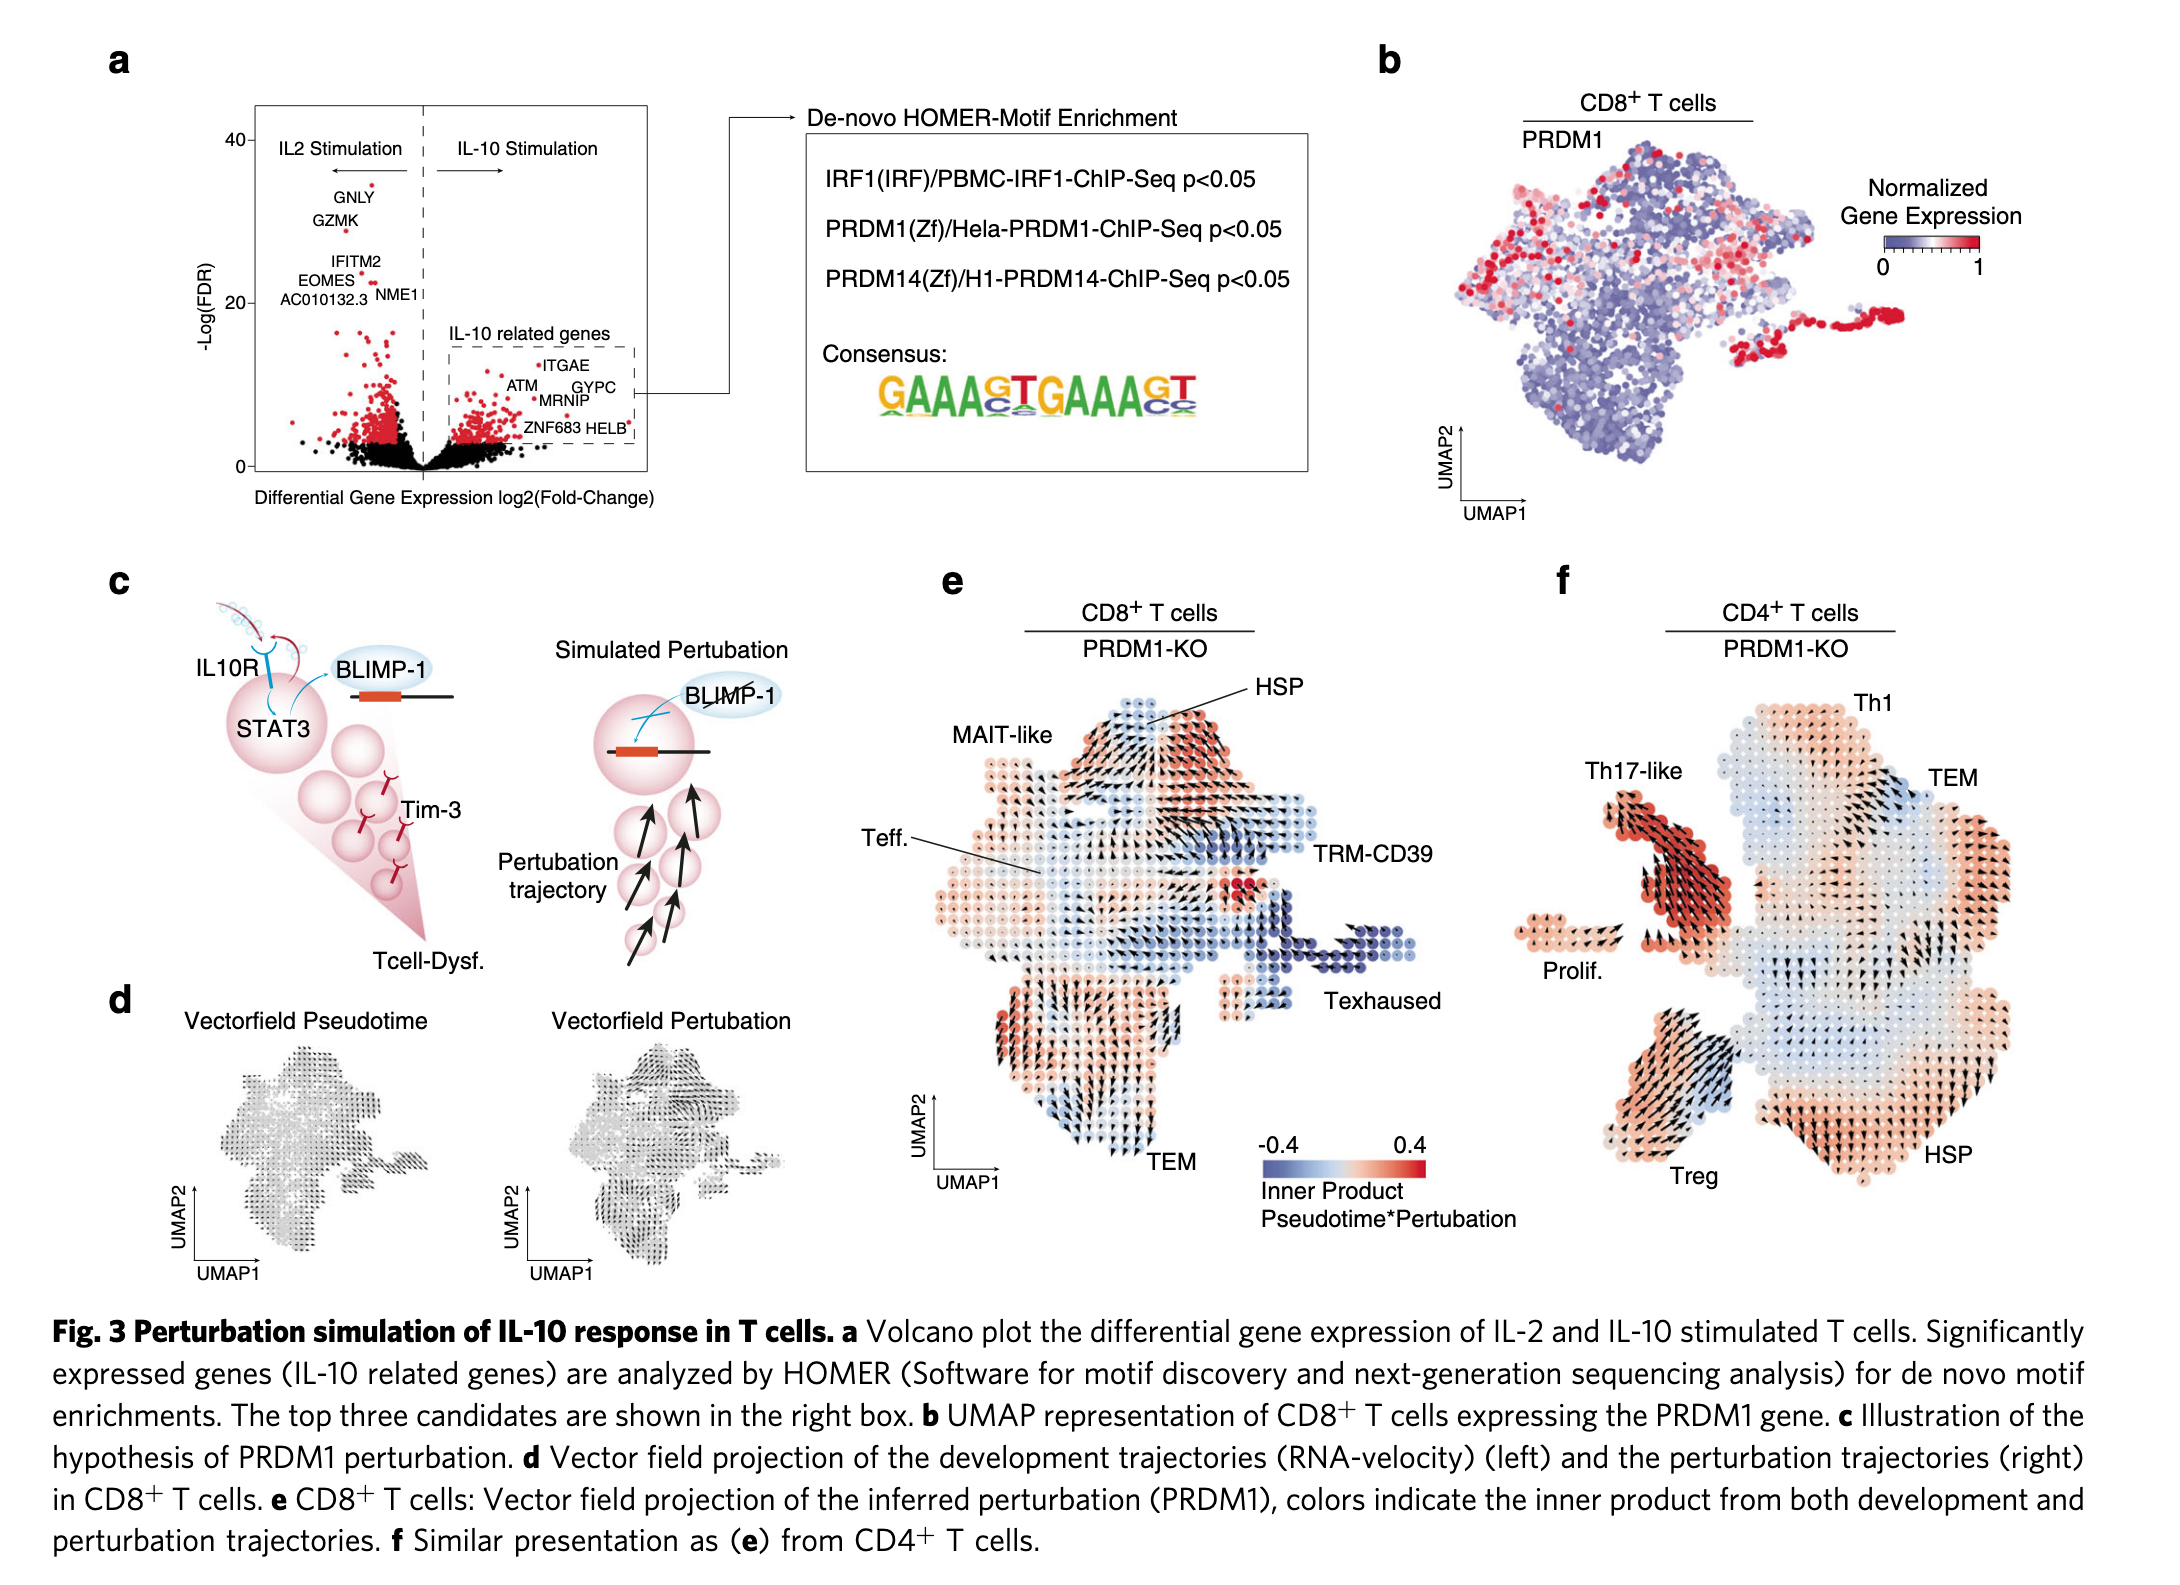 a
40
20
0
-Log(FDR)
IL2 Stimulation
IL-10 Stimulation
GNLY
GZMK
IFITM2
EOMES
AC010132.3
NME1
IL-10 related genes
ITGAE
ATM
GYPC
MRNIP
ZNF683
HELB
Differential Gene Expression log2(Fold-Change)
De-novo HOMER-Motif Enrichment
IRF1(IRF)/PBMC-IRF1-ChIP-Seq p<0.05
PRDM1(Zf)/Hela-PRDM1-ChIP-Seq p<0.05
PRDM14(Zf)/H1-PRDM14-ChIP-Seq p<0.05
Consensus:
GAAAGTGAAAGT
b
CD8+ T cells
PRDM1
Normalized
Gene Expression
0 1
UMAP2
UMAP1
c
IL10R
BLIMP-1
STAT3
Tim-3
Tcell-Dysf.
Simulated Pertubation
BLIMP-1
Pertubation
trajectory
d
Vectorfield Pseudotime
UMAP2
UMAP1
Vectorfield Pertubation
UMAP2
UMAP1
e
CD8+ T cells
PRDM1-KO
HSP
MAIT-like
Teff.
TRM-CD39
Texhaused
TEM
UMAP2
UMAP1
-0.4 0.4
Inner Product
Pseudotime*Pertubation
f
CD4+ T cells
PRDM1-KO
Th1
Th17-like
TEM
Prolif.
Treg
HSP
Fig. 3 Perturbation simulation of IL-10 response in T cells. a Volcano plot the differential gene expression of IL-2 and IL-10 stimulated T cells. Significantly
expressed genes (IL-10 related genes) are analyzed by HOMER (Software for motif discovery and next-generation sequencing analysis) for de novo motif
enrichments. The top three candidates are shown in the right box. b UMAP representation of CD8+ T cells expressing the PRDM1 gene. c Illustration of the
hypothesis of PRDM1 perturbation. d Vector field projection of the development trajectories (RNA-velocity) (left) and the perturbation trajectories (right)
in CD8+ T cells. e CD8+ T cells: Vector field projection of the inferred perturbation (PRDM1), colors indicate the inner product from both development and
perturbation trajectories. f Similar presentation as (e) from CD4+ T cells.